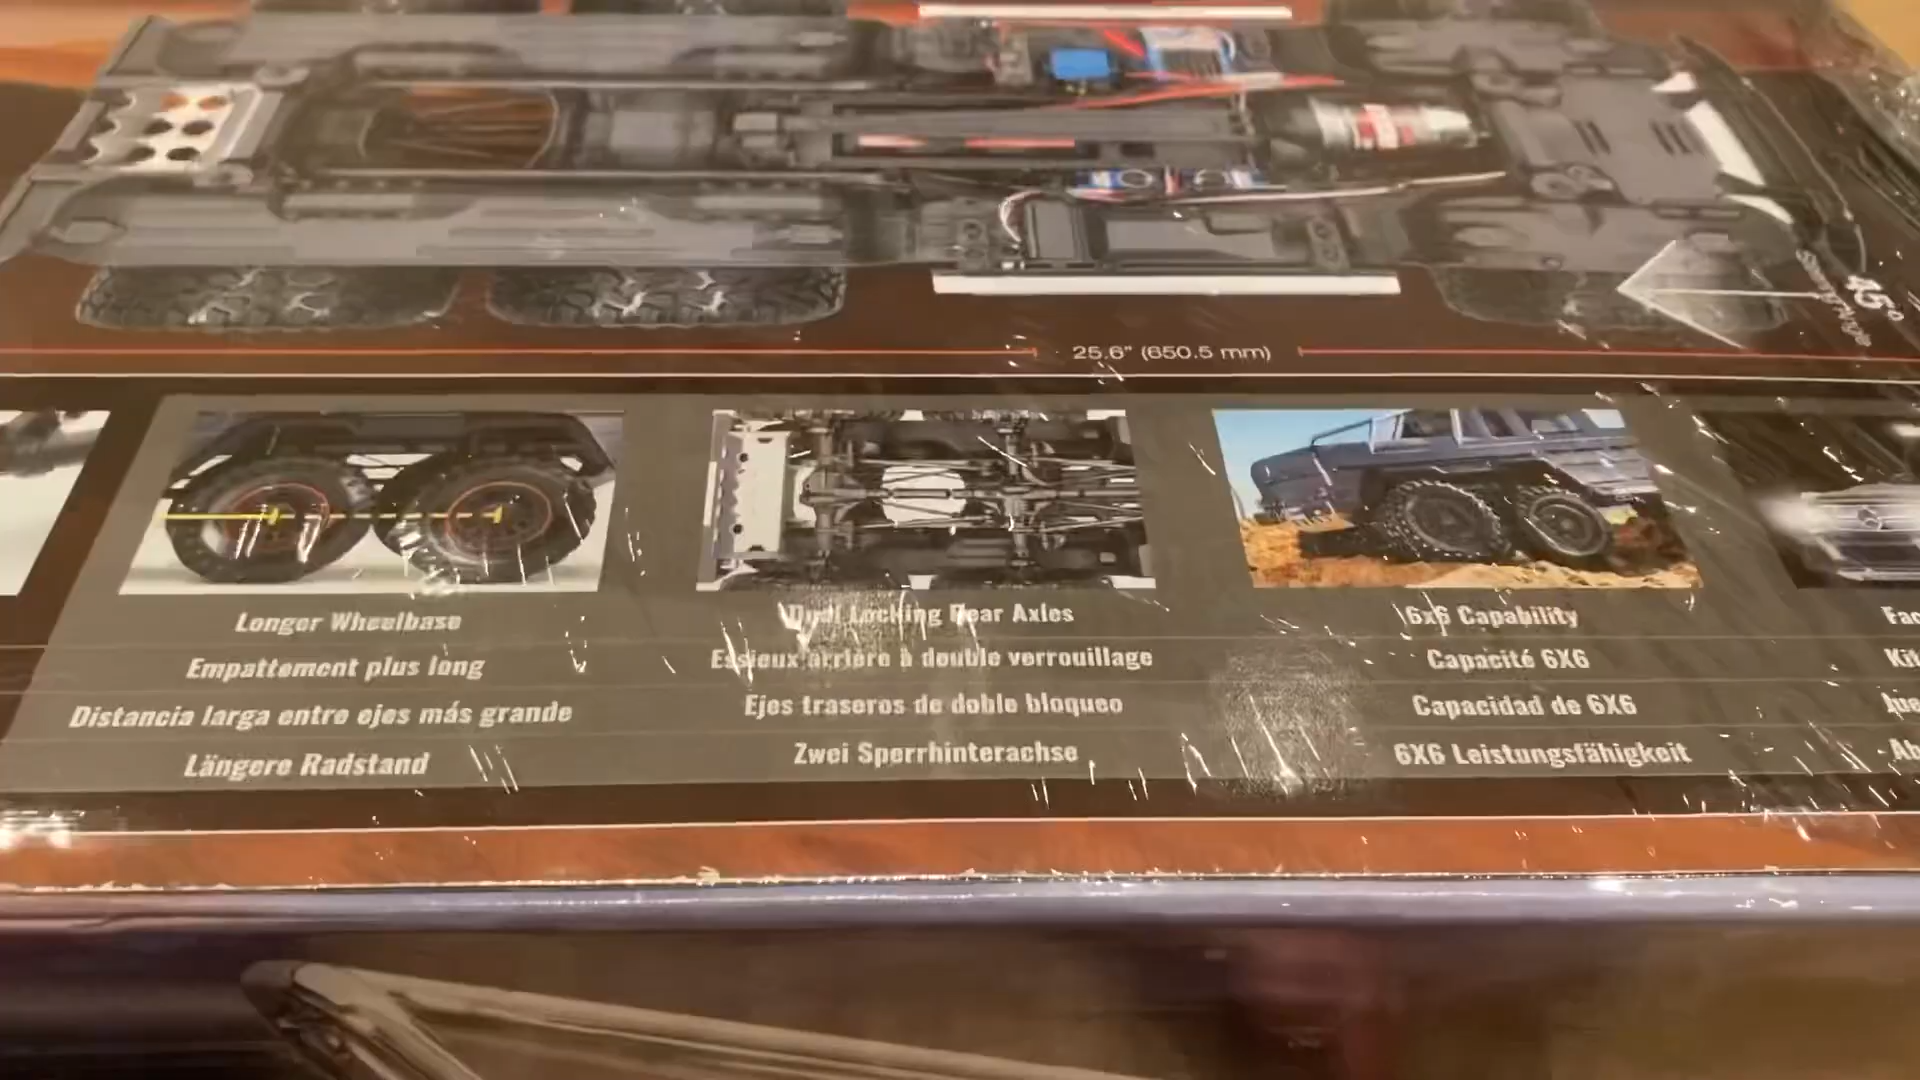 45°
Steering Angle
25.6" (650.5 mm)
Longer Wheelbase
Empattement plus long
Distancia larga entre ejes más grande
Längere Radstand
Dual Locking Rear Axles
Essieux arrière à double verrouillage
Ejes traseros de doble bloqueo
Zwei Sperrhinterachse
6x6 Capability
Capacité 6X6
Capacidad de 6X6
6X6 Leistungsfähigkeit